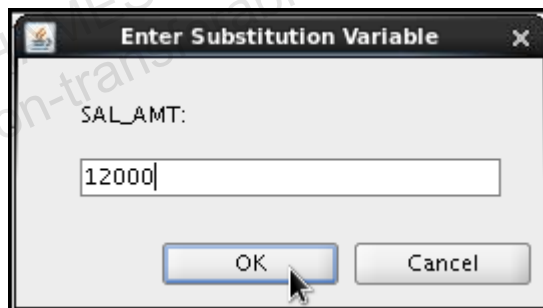 Enter Substitution Variable
SAL_AMT:
12000
OK
Cancel